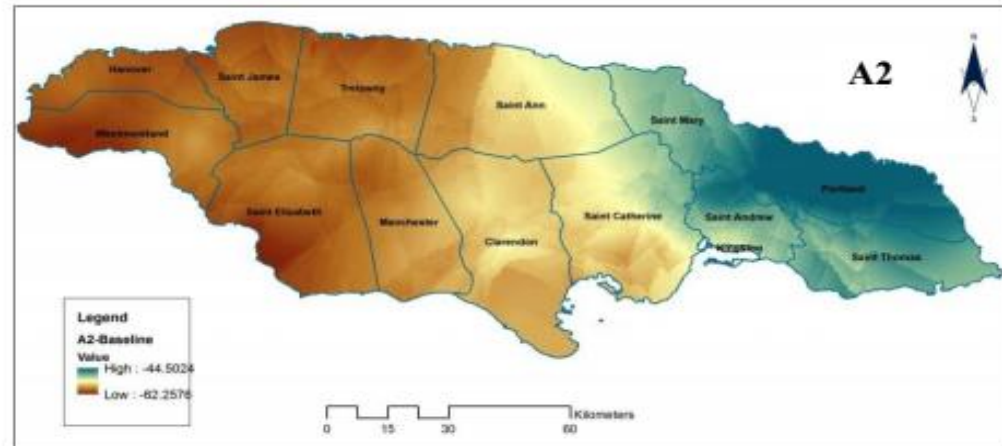 A2
N
S
Hanover
Saint James
Trelawny
Saint Ann
Saint Mary
Westmoreland
Portland
Saint Elizabeth
Manchester
Clarendon
Saint Catherine
Saint Andrew
Kingston
Saint Thomas
Legend
A2-Baseline
Value
High : -44.5024
Low : -62.2576
Kilometers
0 15 30 60